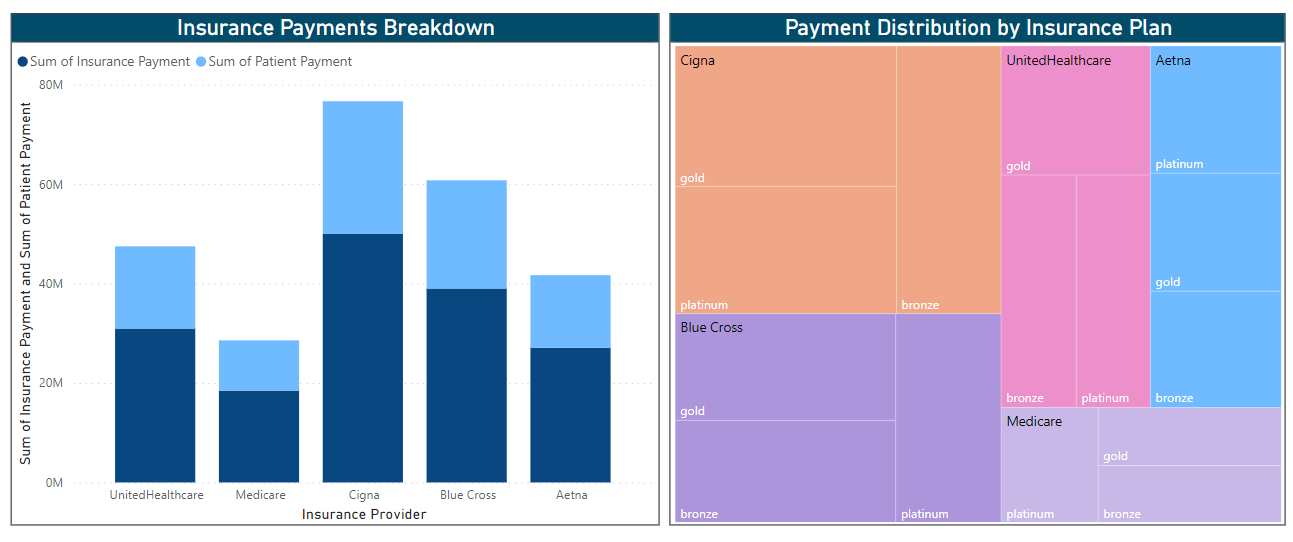 Insurance Payments Breakdown
Sum of Insurance Payment Sum of Patient Payment
Sum of Insurance Payment and Sum of Patient Payment
80M
60M
40M
20M
0M
UnitedHealthcare Medicare Cigna Blue Cross Aetna
Insurance Provider
Payment Distribution by Insurance Plan
Cigna
gold
platinum
bronze
Blue Cross
gold
bronze
platinum
UnitedHealthcare
gold
bronze
platinum
Aetna
platinum
gold
bronze
Medicare
platinum
gold
bronze